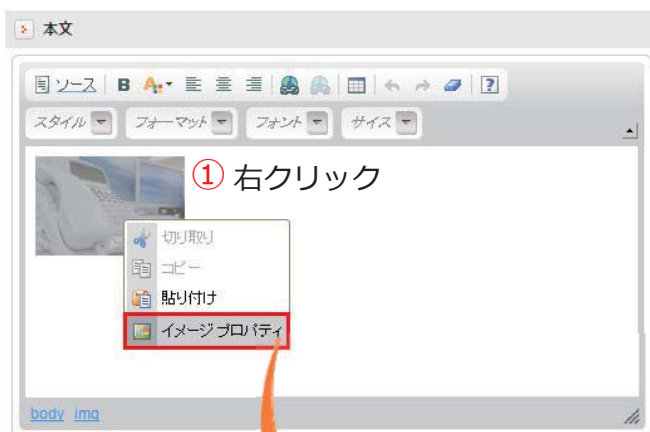 本文
ソース B A
スタイル フォーマット フォント サイズ
① 右クリック
切り取り
コピー
貼り付け
イメージ プロパティ
body img